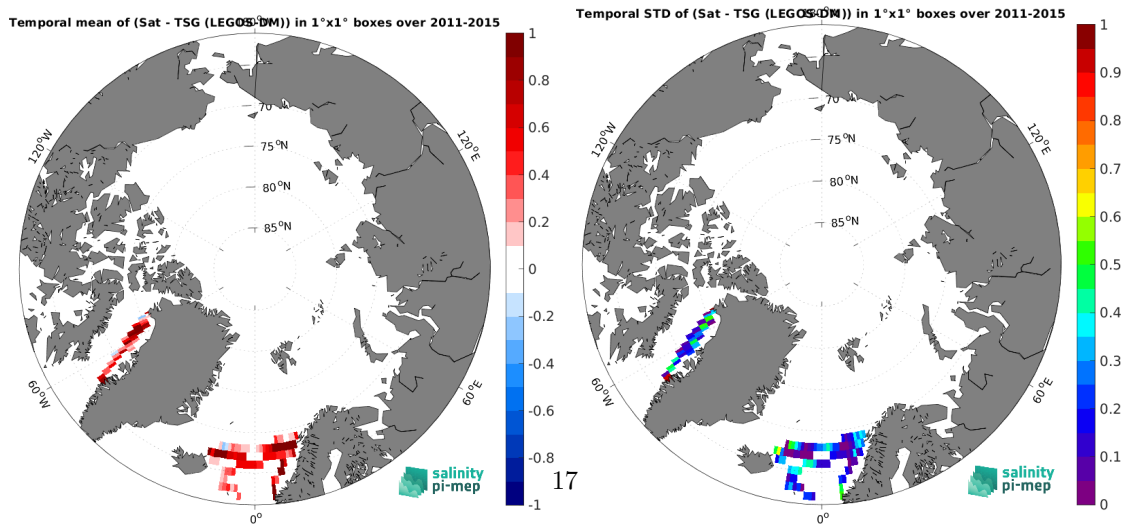 Temporal mean of (Sat - TSG (LEGOS-DM)) in 1°x1° boxes over 2011-2015
120°W
70
75°N
80°N
85°N
120°E
60°W
60°E
0°
1
0.8
0.6
0.4
0.2
0
-0.2
-0.4
-0.6
-0.8
-1
salinity
pi-mep
17
Temporal STD of (Sat - TSG (LEGOS-DM)) in 1°x1° boxes over 2011-2015
120°W
70
75°N
80°N
85°N
120°E
60°W
60°E
0°
1
0.9
0.8
0.7
0.6
0.5
0.4
0.3
0.2
0.1
0
salinity
pi-mep